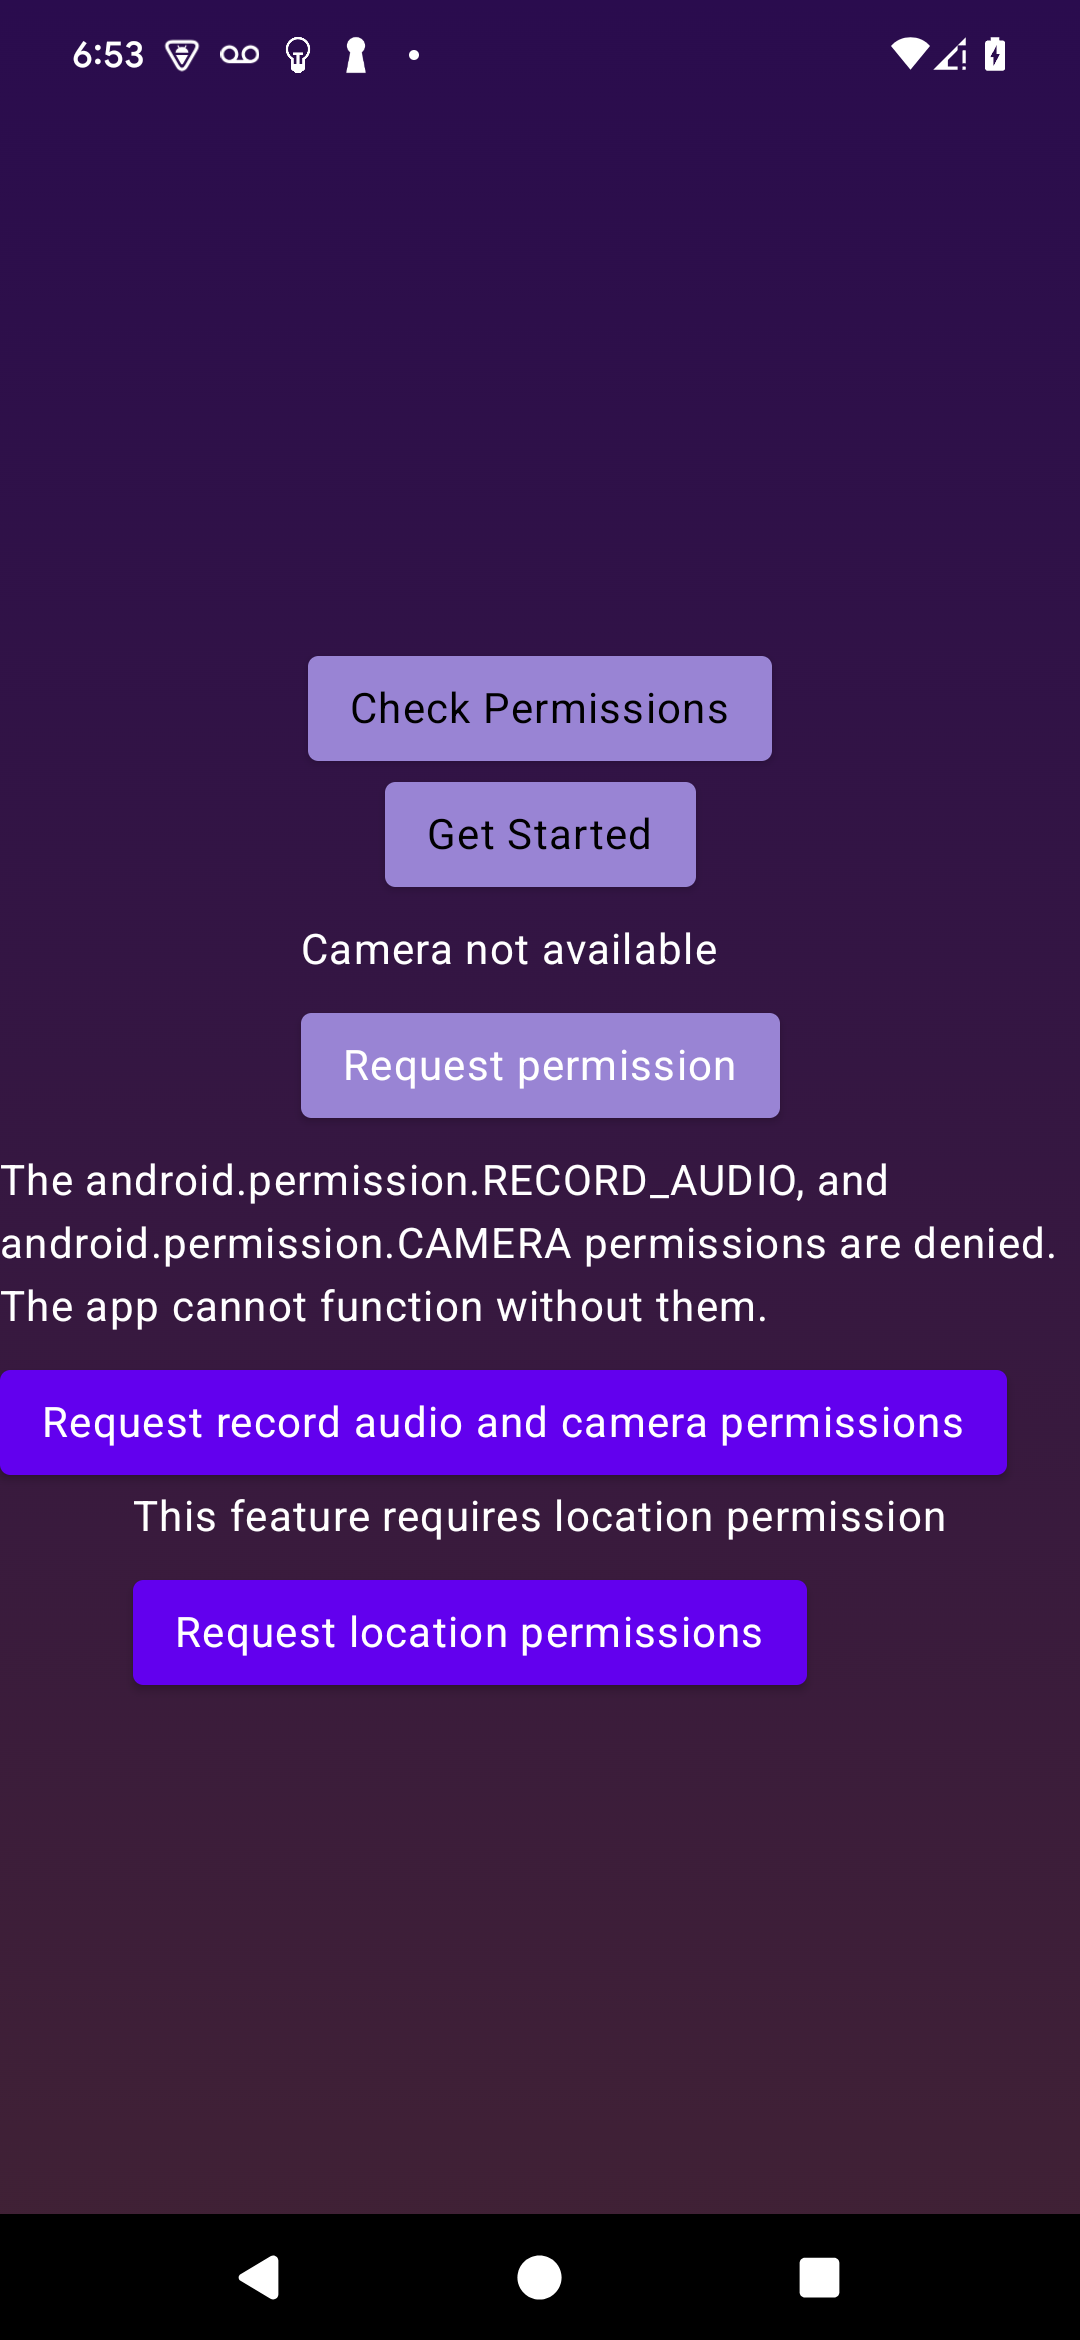 6:53
Check Permissions
Get Started
Camera not available
Request permission
The android.permission.RECORD_AUDIO, and
android.permission.CAMERA permissions are denied.
The app cannot function without them.
Request record audio and camera permissions
This feature requires location permission
Request location permissions